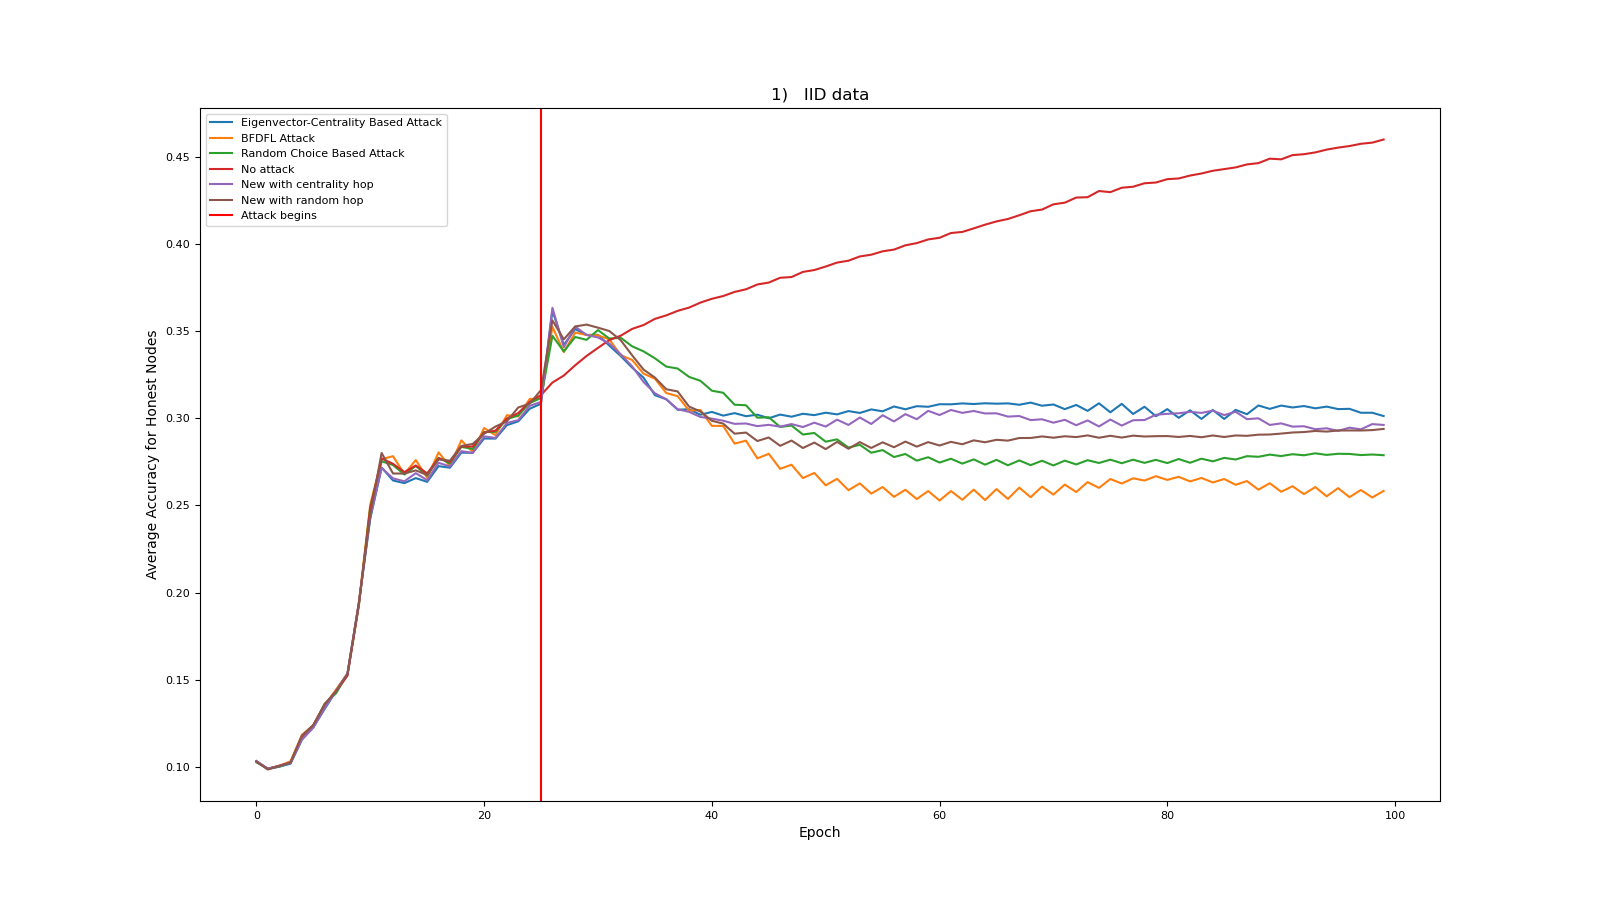 1) IID data
Eigenvector-Centrality Based Attack
BFDFL Attack
Random Choice Based Attack
No attack
New with centrality hop
New with random hop
Attack begins
Average Accuracy for Honest Nodes
0.45
0.40
0.35
0.30
0.25
0.20
0.15
0.10
0 20 40 60 80 100
Epoch